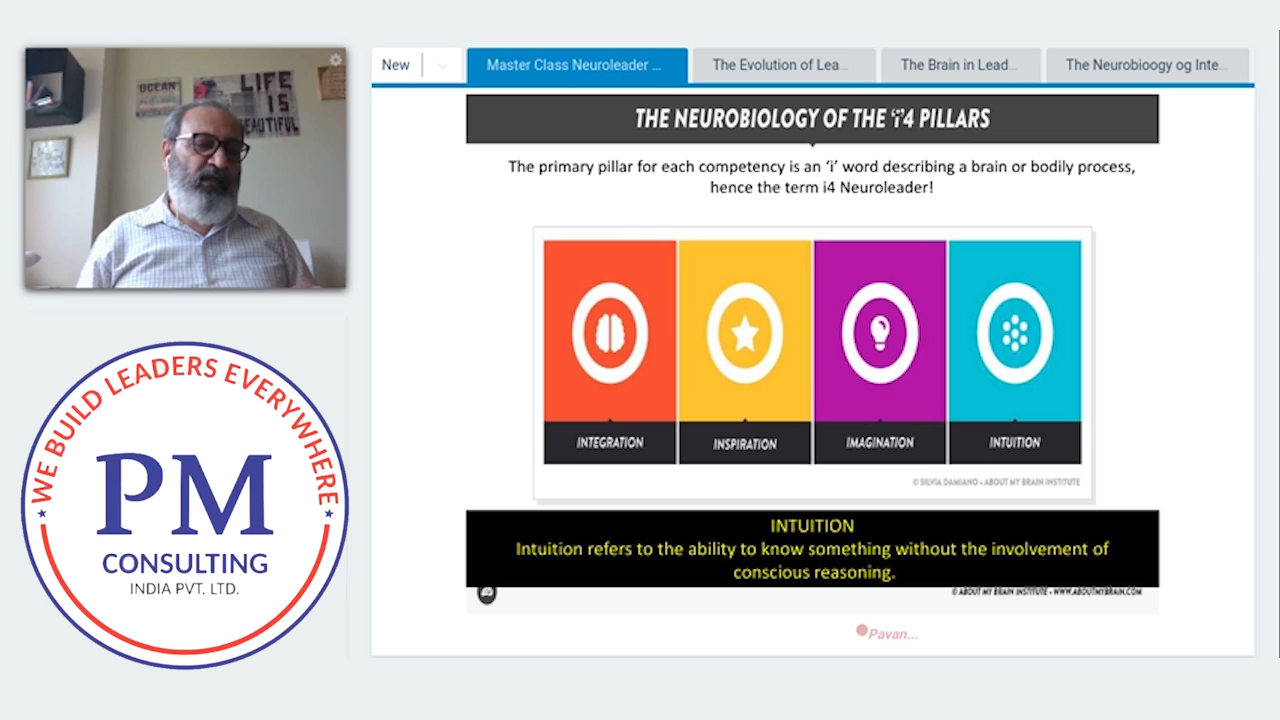 OCEAN
LIFE
IS
BEAUTIFUL
WE BUILD LEADERS EVERYWHERE
PM
CONSULTING
INDIA PVT. LTD.
New
Master Class Neuroleader ...
The Evolution of Lea...
The Brain in Lead...
The Neurobioogy og Inte...
THE NEUROBIOLOGY OF THE ‘i’4 PILLARS
The primary pillar for each competency is an ‘i’ word describing a brain or bodily process,
hence the term i4 Neuroleader!
INTEGRATION
INSPIRATION
IMAGINATION
INTUITION
© SILVIA DAMIANO - ABOUT MY BRAIN INSTITUTE
INTUITION
Intuition refers to the ability to know something without the involvement of
conscious reasoning.
© ABOUT MY BRAIN INSTITUTE - WWW.ABOUTMYBRAIN.COM
Pavan...